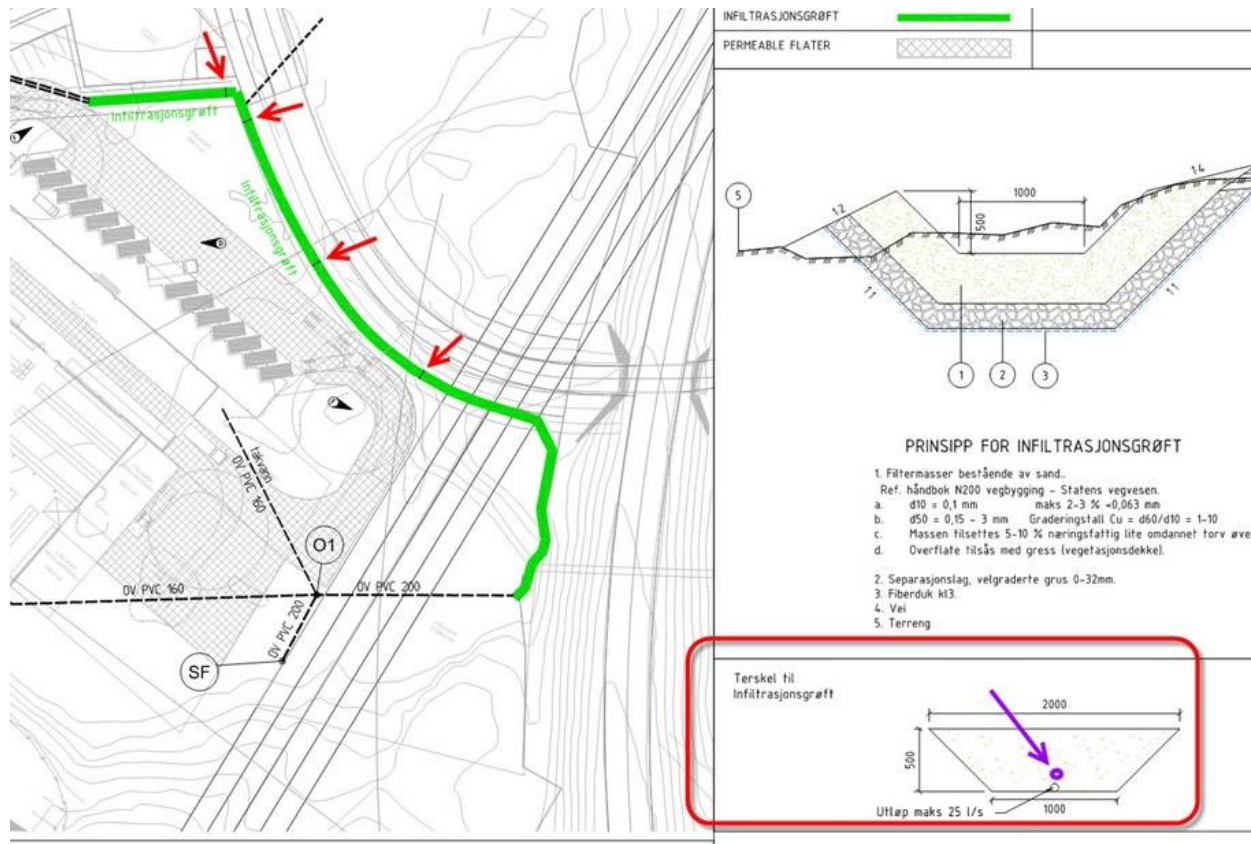 INFILTRASJONSGRØFT
PERMEABLE FLATER
Infiltrasjonsgrøft
Infiltrasjonsgrøft
takvann
OV PVC 160
O1
OV PVC 160
OV PVC 200
OV PVC 200
SF
5
1:2
1000
500
1:4
1:1
1:1
1
2
3
PRINSIPP FOR INFILTRASJONSGRØFT
1. Filtermasser bestående av sand..
Ref. håndbok N200 vegbygging - Statens vegvesen.
a. d10 = 0,1 mm maks 2-3 % <0,063 mm
b. d50 = 0,15 - 3 mm Graderingstall Cu = d60/d10 = 1-10
c. Massen tilsettes 5-10 % næringsfattig lite omdannet torv øve
d. Overflate tilsås med gress (vegetasjonsdekke).
2. Separasjonslag, velgraderte grus 0-32mm.
3. Fiberduk kl3.
4. Vei
5. Terreng
Terskel til
Infiltrasjonsgrøft
2000
500
1000
Utløp maks 25 l/s